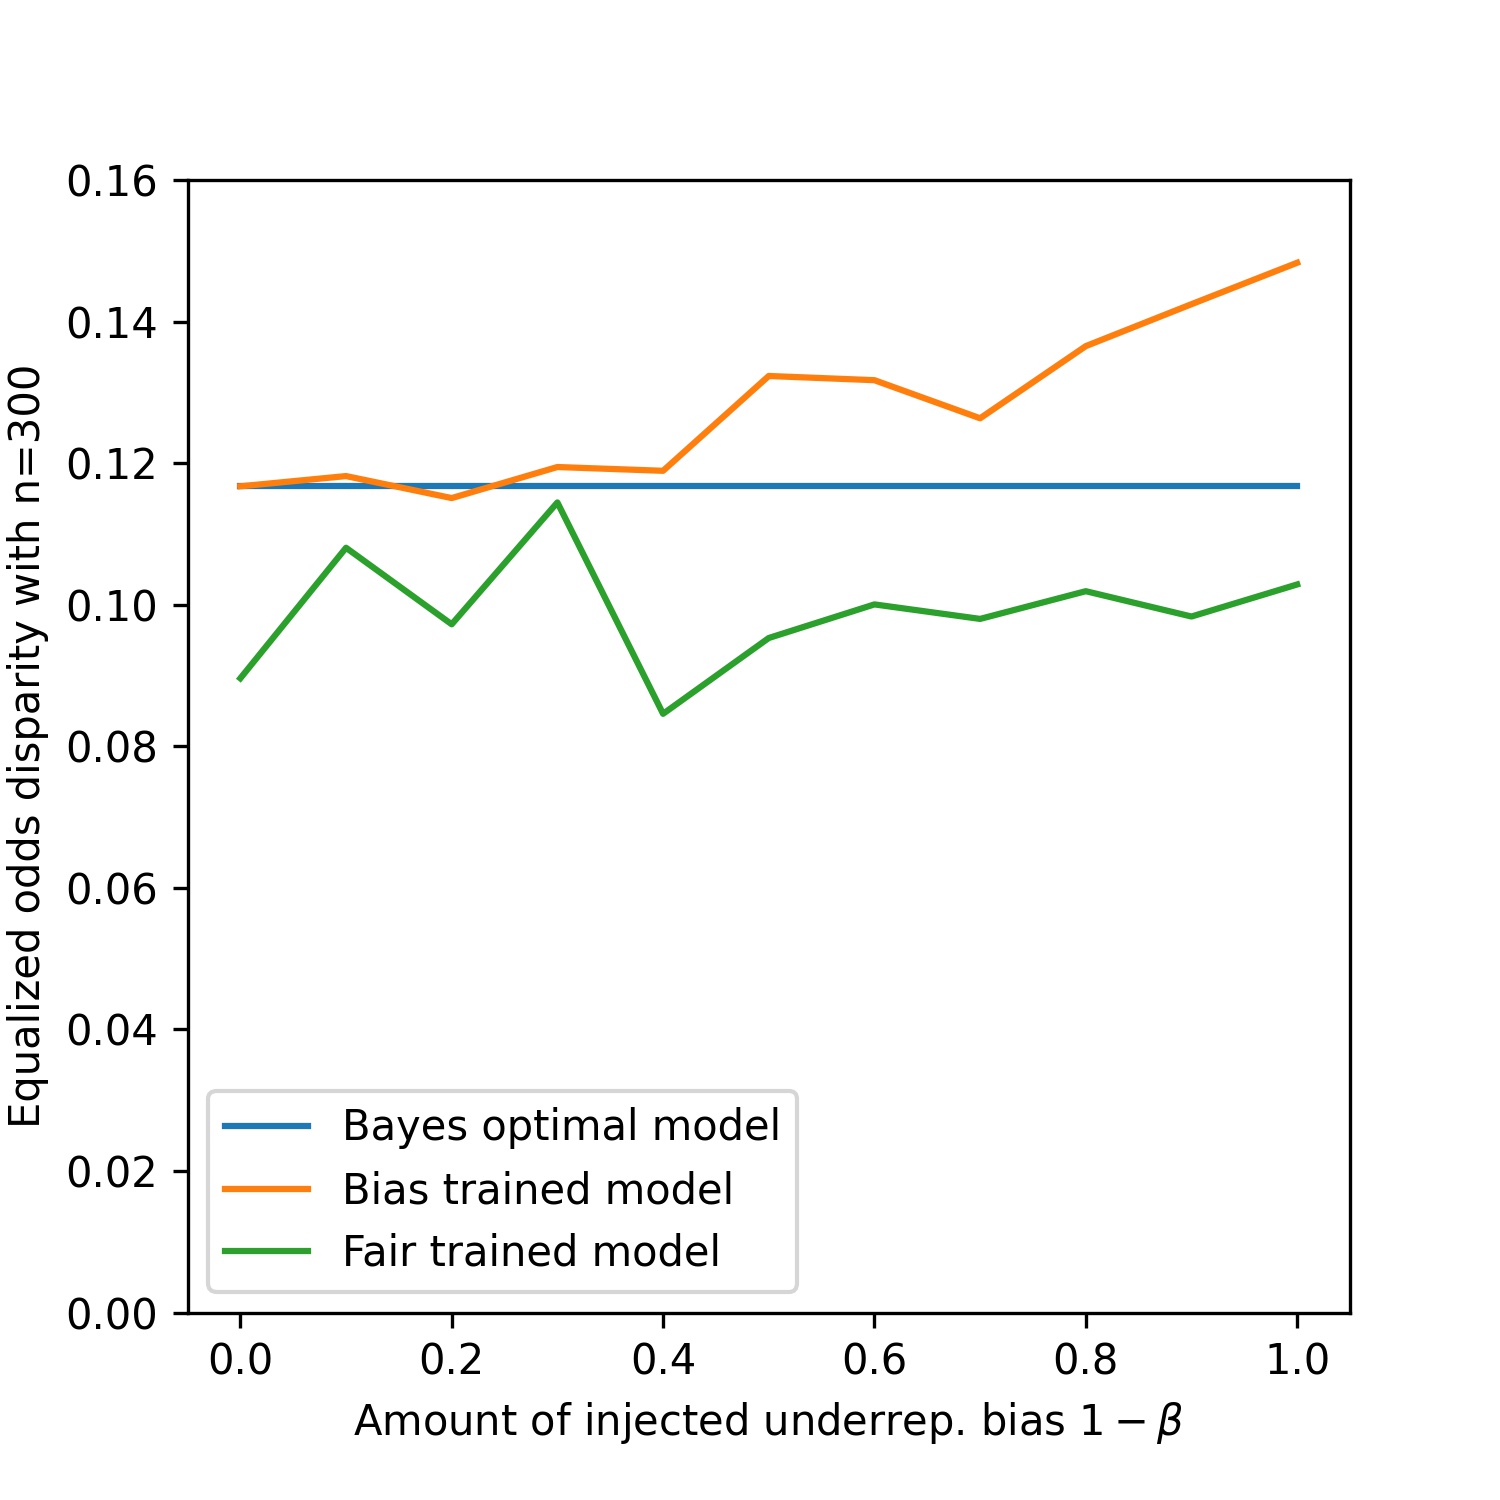 Equalized odds disparity with n=300
0.16
0.14
0.12
0.10
0.08
0.06
0.04
0.02
0.00
Bayes optimal model
Bias trained model
Fair trained model
0.0 0.2 0.4 0.6 0.8 1.0
Amount of injected underrep. bias 1 − β